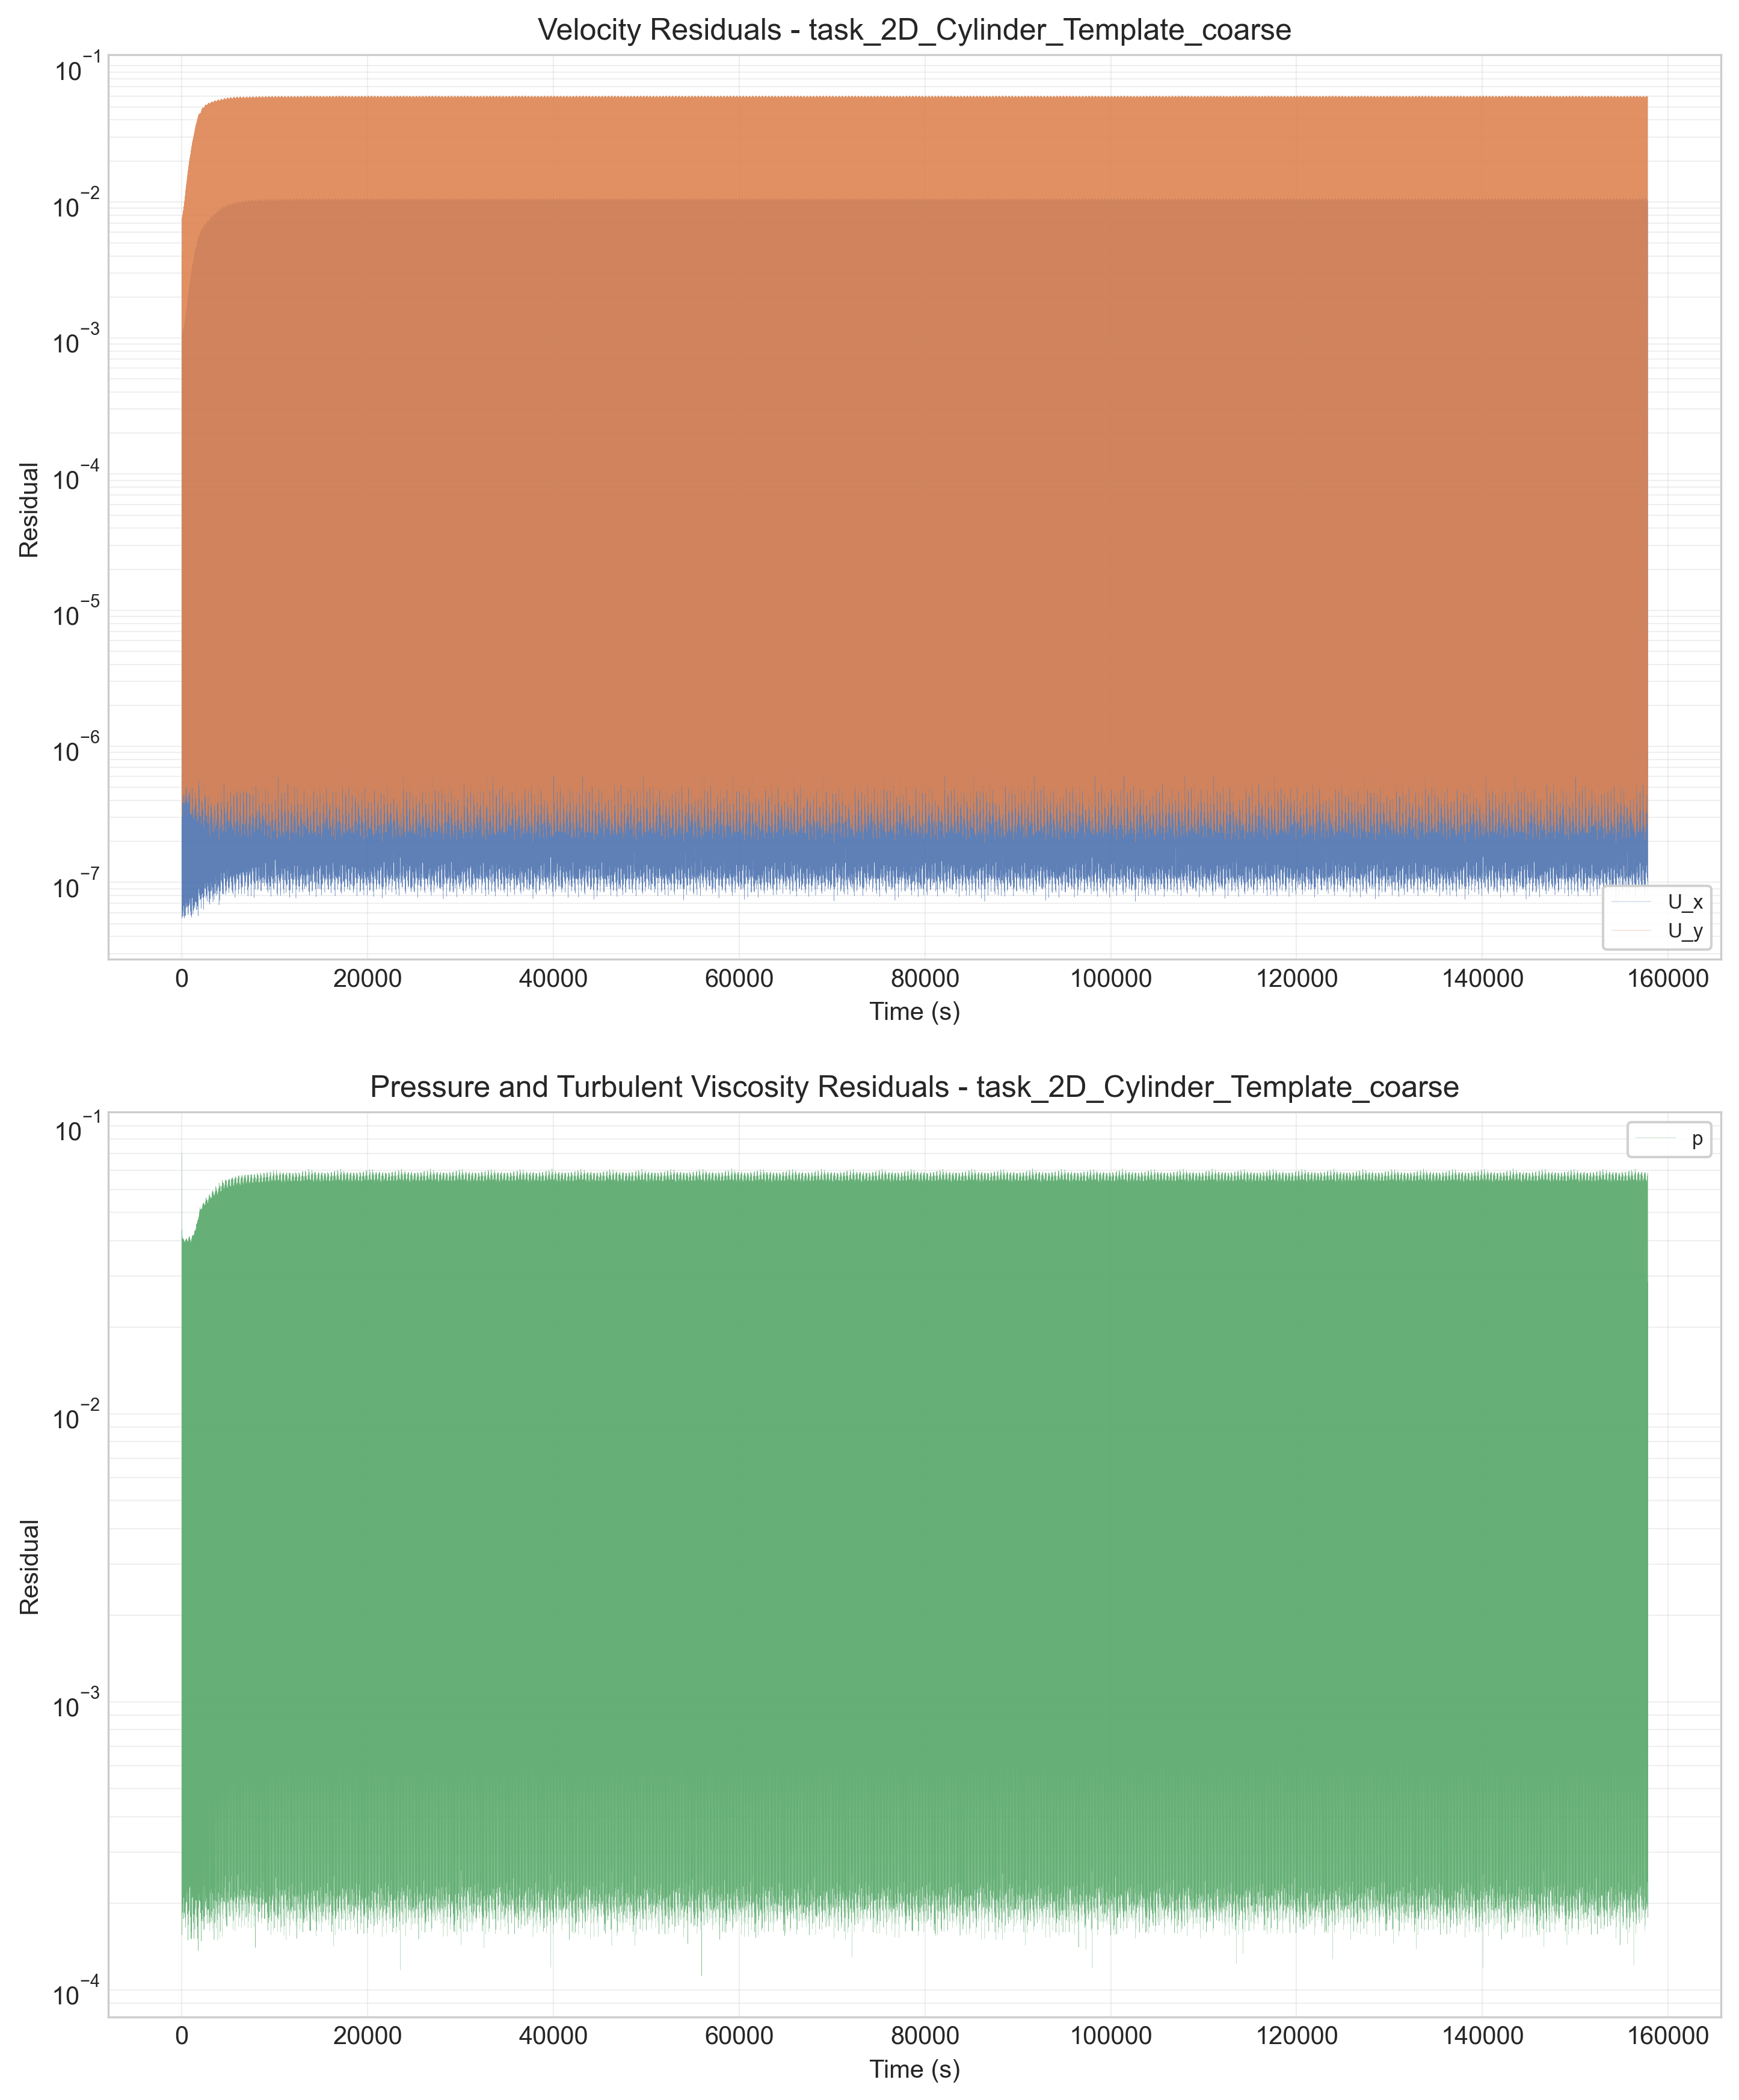 Velocity Residuals - task_2D_Cylinder_Template_coarse
10⁻¹
10⁻²
10⁻³
10⁻⁴
10⁻⁵
10⁻⁶
10⁻⁷
Residual
U_x
U_y
0 20000 40000 60000 80000 100000 120000 140000 160000
Time (s)
Pressure and Turbulent Viscosity Residuals - task_2D_Cylinder_Template_coarse
10⁻¹
p
10⁻²
10⁻³
10⁻⁴
Residual
0 20000 40000 60000 80000 100000 120000 140000 160000
Time (s)